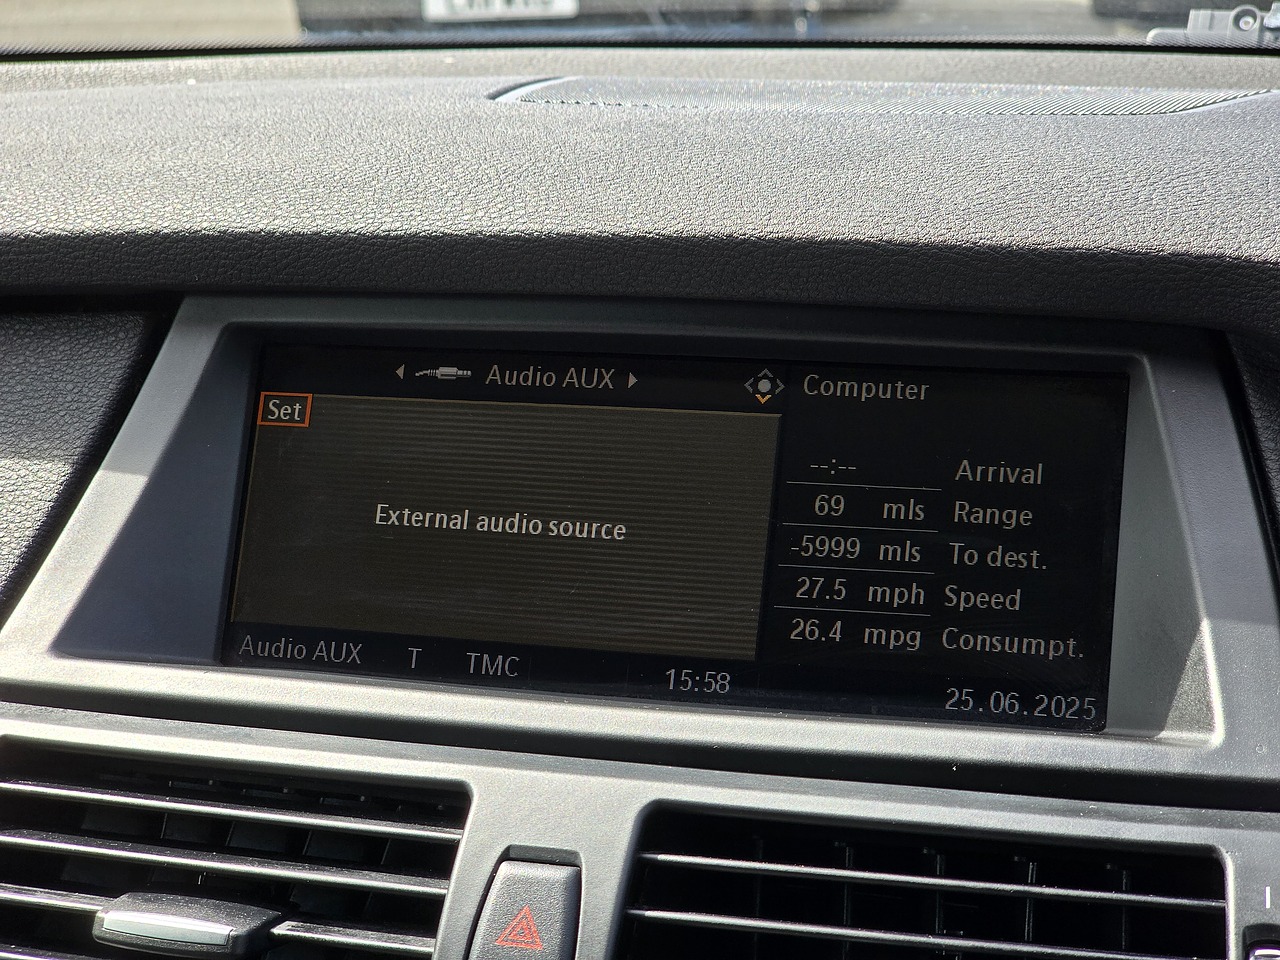 Audio AUX
Set
External audio source
Audio AUX T TMC 15:58
Computer
--:-- Arrival
69 mls Range
-5999 mls To dest.
27.5 mph Speed
26.4 mpg Consumpt.
25.06.2025